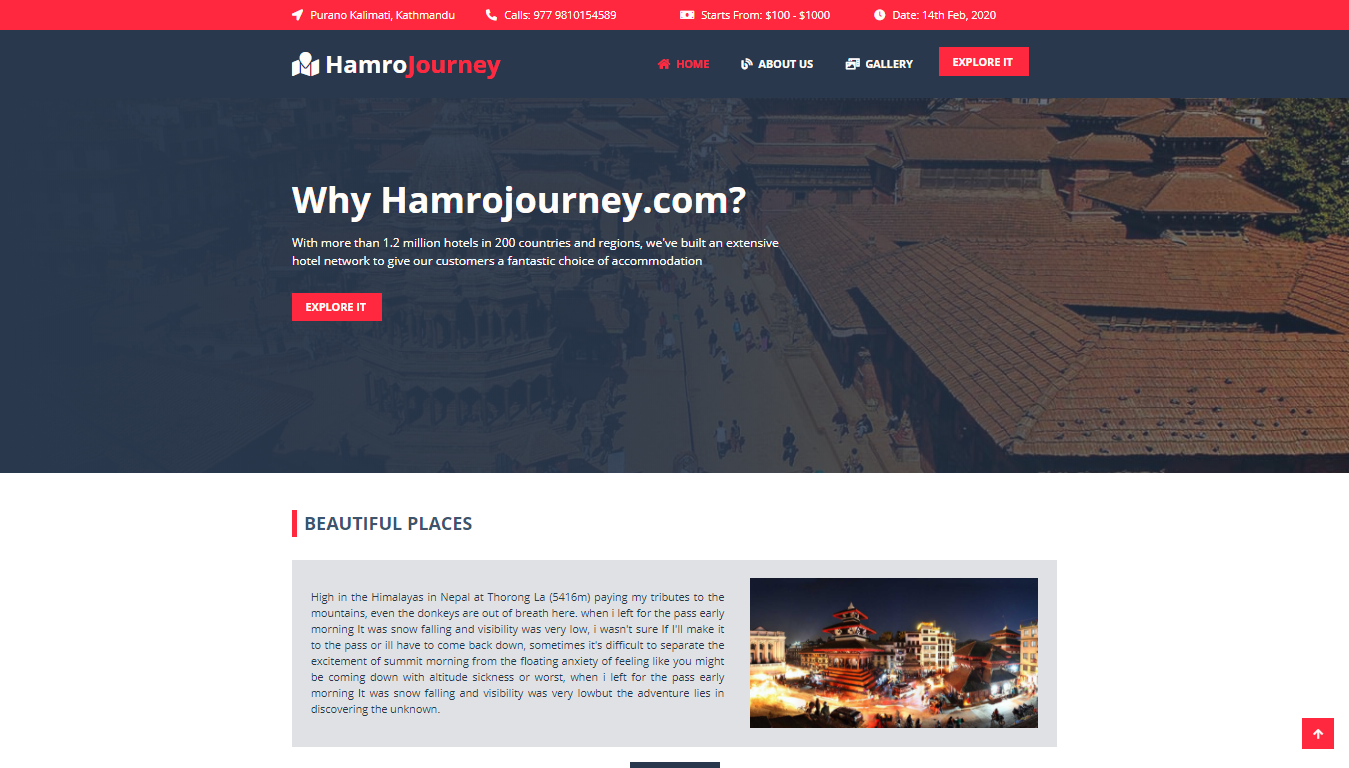 Purano Kalimati, Kathmandu
Calls: 977 9810154589
Starts From: $100 - $1000
Date: 14th Feb, 2020
HamroJourney
HOME
ABOUT US
GALLERY
EXPLORE IT
Why Hamrojourney.com?
With more than 1.2 million hotels in 200 countries and regions, we've built an extensive
hotel network to give our customers a fantastic choice of accommodation
EXPLORE IT
BEAUTIFUL PLACES
High in the Himalayas in Nepal at Thorong La (5416m) paying my tributes to the
mountains, even the donkeys are out of breath here. when i left for the pass early
morning It was snow falling and visibility was very low, i wasn't sure If I'll make it
to the pass or ill have to come back down, sometimes it's difficult to separate the
excitement of summit morning from the floating anxiety of feeling like you might
be coming down with altitude sickness or worst, when i left for the pass early
morning It was snow falling and visibility was very lowbut the adventure lies in
discovering the unknown.